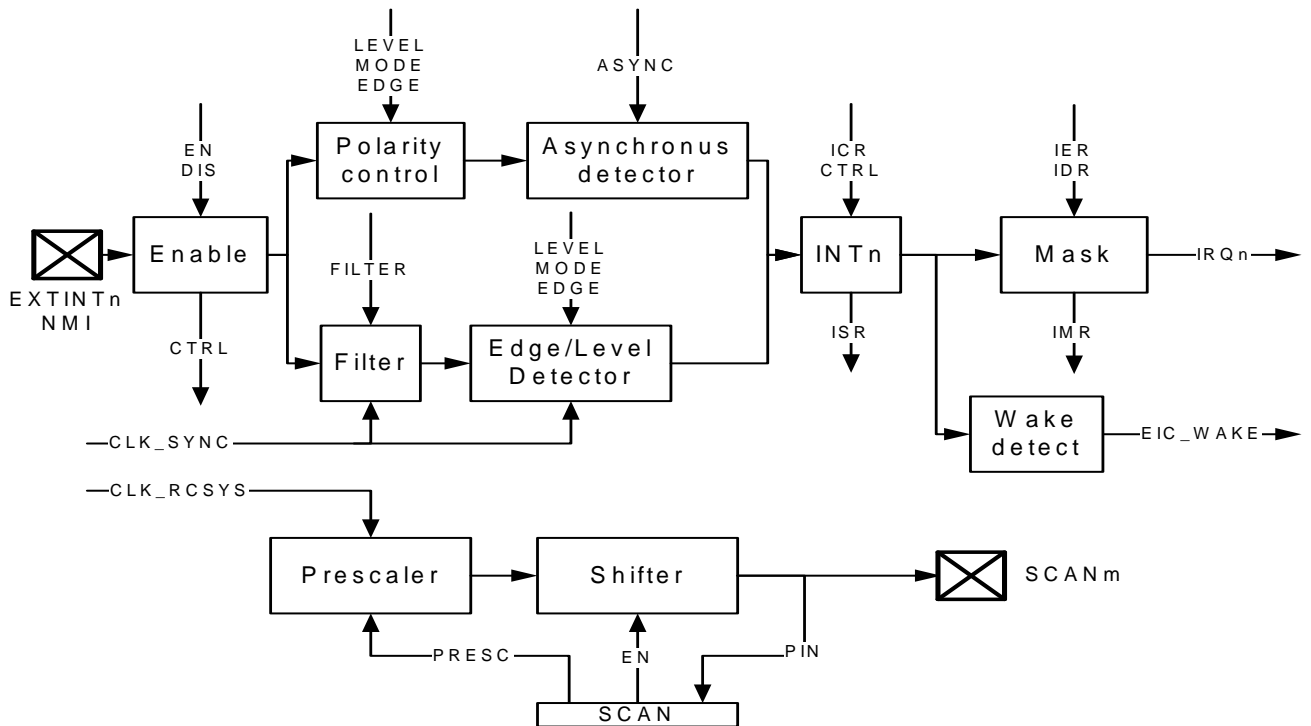 LEVEL
MODE
EDGE
ASYNC
EN
DIS
Polarity
control
Asynchronus
detector
ICR
CTRL
IER
IDR
EXTINTn
NMI
Enable
FILTER
LEVEL
MODE
EDGE
INTn
Mask
IRQn
CTRL
Filter
Edge/Level
Detector
ISR
IMR
CLK_SYNC
Wake
detect
EIC_WAKE
CLK_RCSYS
Prescaler
Shifter
SCANm
PRESC
EN
PIN
SCAN